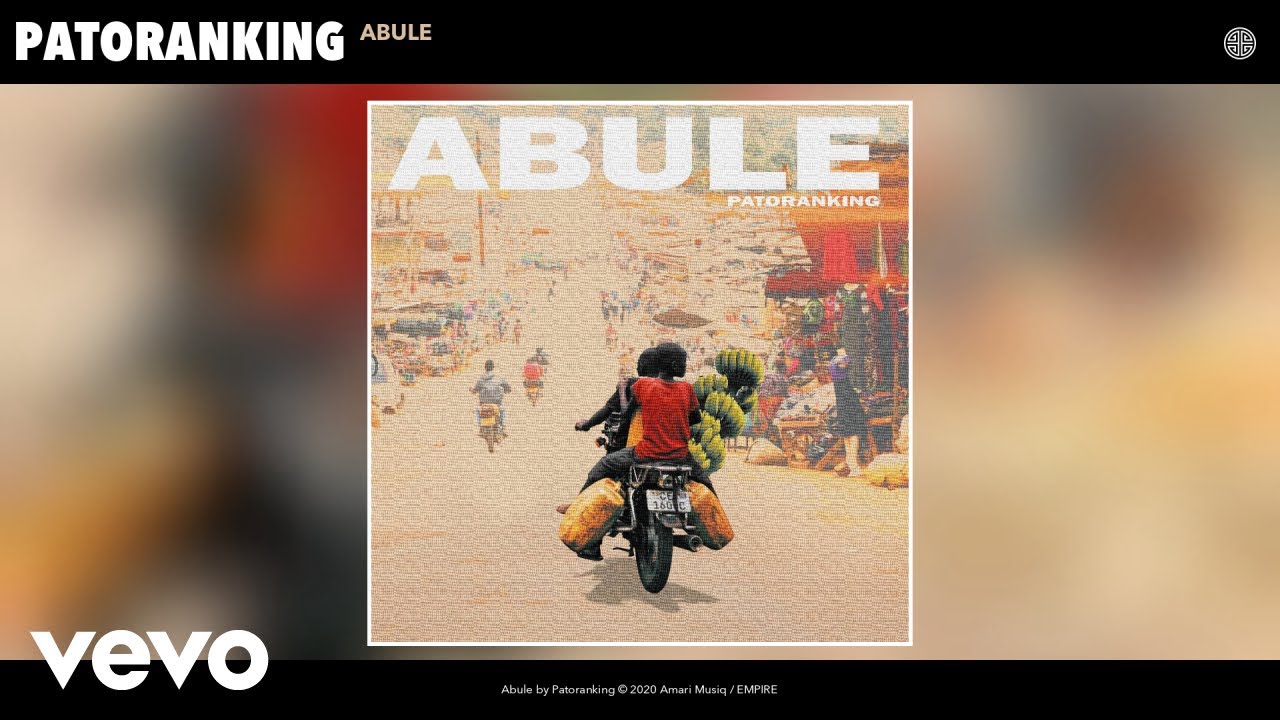 PATORANKING
ABULE
ABULE
PATORANKING
vevo
Abule by Patoranking © 2020 Amari Musiq / EMPIRE